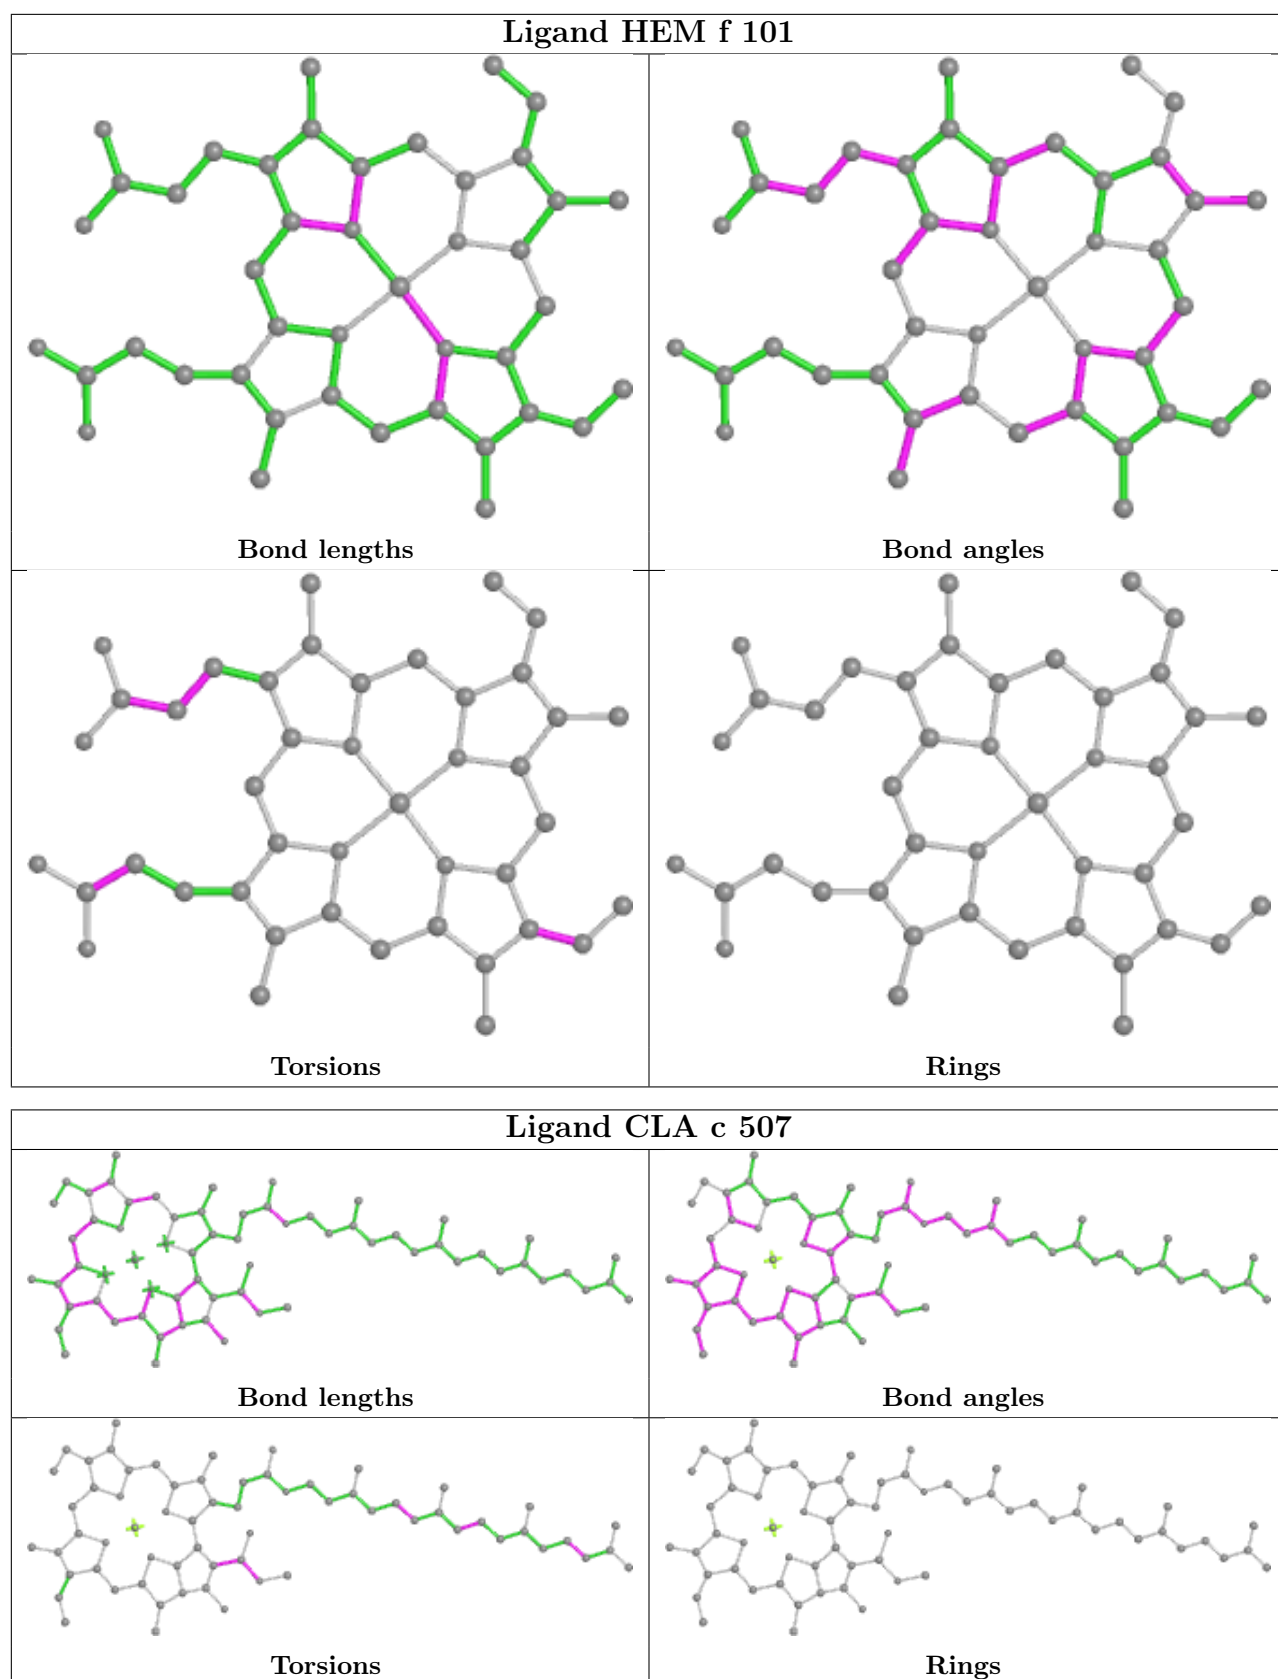 Ligand HEM f 101
Bond lengths
Bond angles
Torsions
Rings
Ligand CLA c 507
Bond lengths
Bond angles
Torsions
Rings